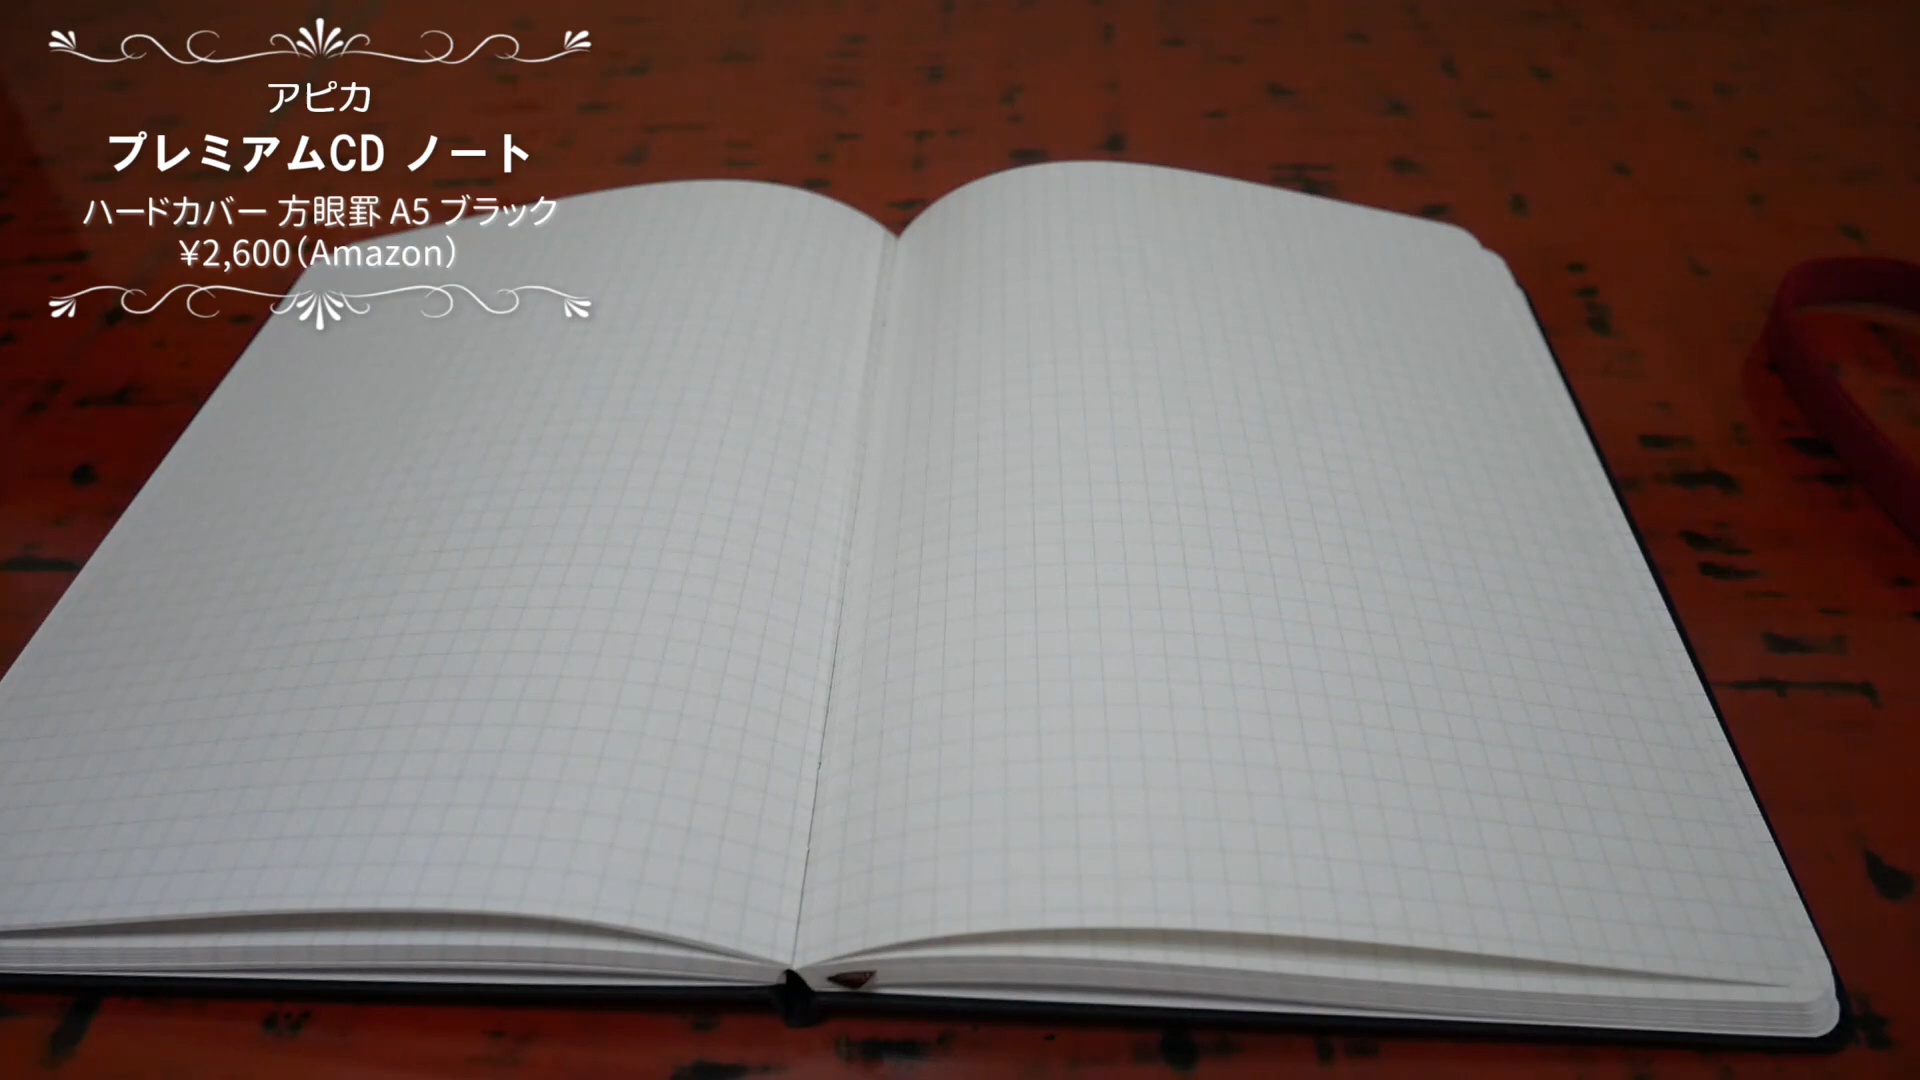 アピカ
プレミアムCD ノート
ハードカバー 方眼罫 A5 ブラック
¥2,600（Amazon）